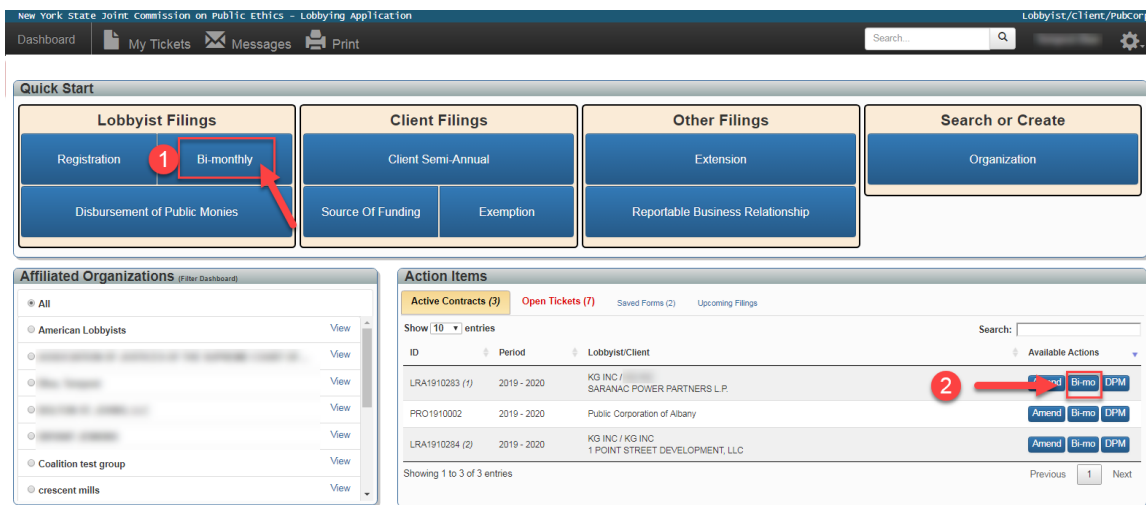 New York State Joint Commission on Public Ethics – Lobbying Application Lobbyist/Client/PubCorp
Dashboard My Tickets Messages Print Search...
Quick Start
Lobbyist Filings Client Filings Other Filings Search or Create
Registration 1 Bi-monthly Client Semi-Annual Extension Organization
Disbursement of Public Monies Source Of Funding Exemption Reportable Business Relationship
Affiliated Organizations (Filter Dashboard)
All
American Lobbyists View
View
View
View
View
Coalition test group View
crescent mills View
Action Items
Active Contracts (3) Open Tickets (7) Saved Forms (2) Upcoming Filings
Show 10 entries Search:
ID Period Lobbyist/Client Available Actions
LRA1910283 (1) 2019 - 2020 KG INC /
SARANAC POWER PARTNERS L.P. 2 Amend Bi-mo DPM
PRO1910002 2019 - 2020 Public Corporation of Albany Amend Bi-mo DPM
LRA1910284 (2) 2019 - 2020 KG INC / KG INC
1 POINT STREET DEVELOPMENT, LLC Amend Bi-mo DPM
Showing 1 to 3 of 3 entries Previous 1 Next